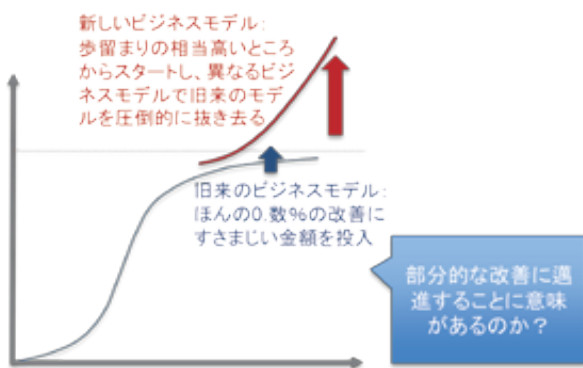 新しいビジネスモデル：
歩留まりの相当高いところ
からスタートし、異なるビジ
ネスモデルで旧来のモデ
ルを圧倒的に抜き去る
旧来のビジネスモデル：
ほんの0.数%の改善に
すさまじい金額を投入
部分的な改善に邁
進することに意味
があるのか？